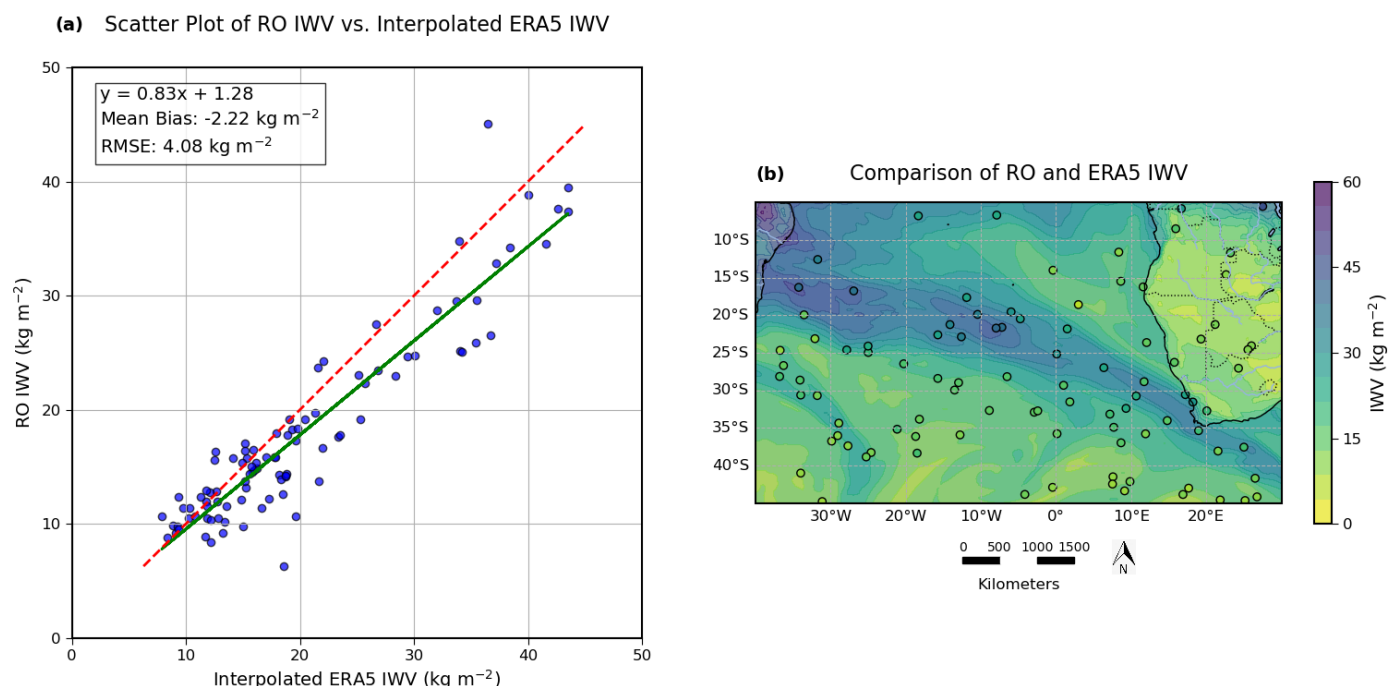 (a) Scatter Plot of RO IWV vs. Interpolated ERA5 IWV
y = 0.83x + 1.28
Mean Bias: -2.22 kg m⁻²
RMSE: 4.08 kg m⁻²
50
40
30
20
10
0
RO IWV (kg m⁻²)
0 10 20 30 40 50
Interpolated ERA5 IWV (kg m⁻²)
(b) Comparison of RO and ERA5 IWV
10°S
15°S
20°S
25°S
30°S
35°S
40°S
30°W 20°W 10°W 0° 10°E 20°E
0 500 1000 1500
Kilometers
N
60
45
30
15
0
IWV (kg m⁻²)